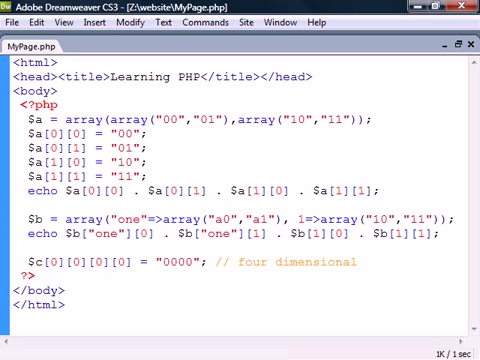 Adobe Dreamweaver CS3 - [Z:\website\MyPage.php]
File Edit View Insert Modify Text Commands Site Window Help
MyPage.php
<html>
<head><title>Learning PHP</title></head>
<body>
<?php
$a = array(array("00","01"),array("10","11"));
$a[0][0] = "00";
$a[0][1] = "01";
$a[1][0] = "10";
$a[1][1] = "11";
echo $a[0][0] . $a[0][1] . $a[1][0] . $a[1][1];
$b = array("one"=>array("a0","a1"), 1=>array("10","11"));
echo $b["one"][0] . $b["one"][1] . $b[1][0] . $b[1][1];
$c[0][0][0][0] = "0000"; // four dimensional
?>
</body>
</html>
1K / 1 sec